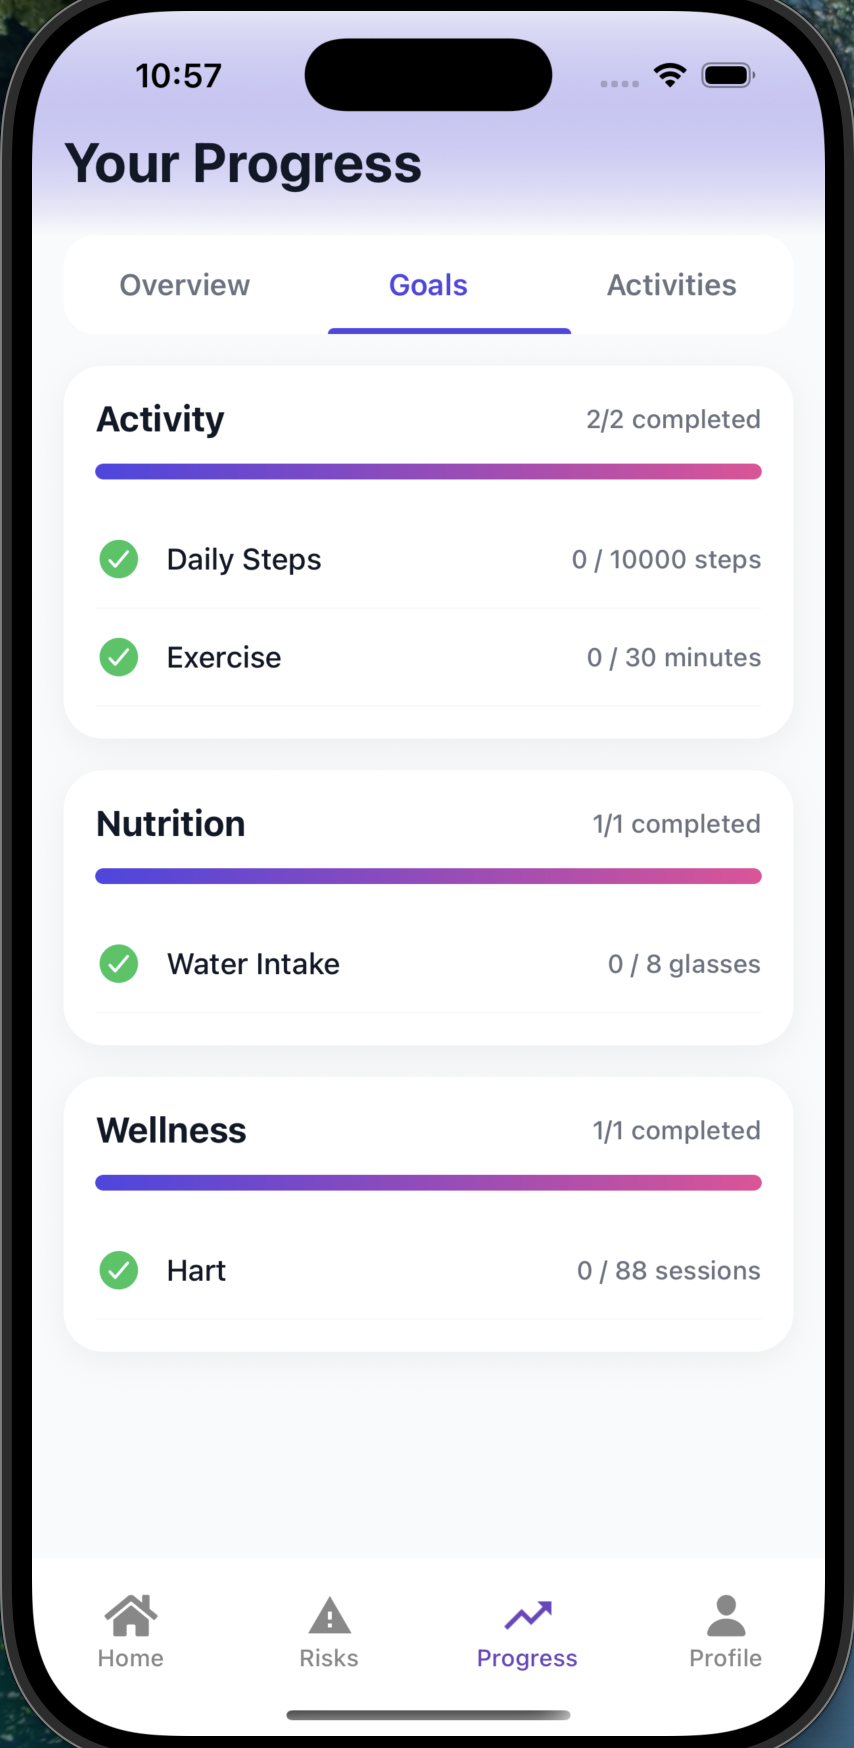 10:57
Your Progress
Overview Goals Activities
Activity 2/2 completed
Daily Steps 0 / 10000 steps
Exercise 0 / 30 minutes
Nutrition 1/1 completed
Water Intake 0 / 8 glasses
Wellness 1/1 completed
Hart 0 / 88 sessions
Home Risks Progress Profile